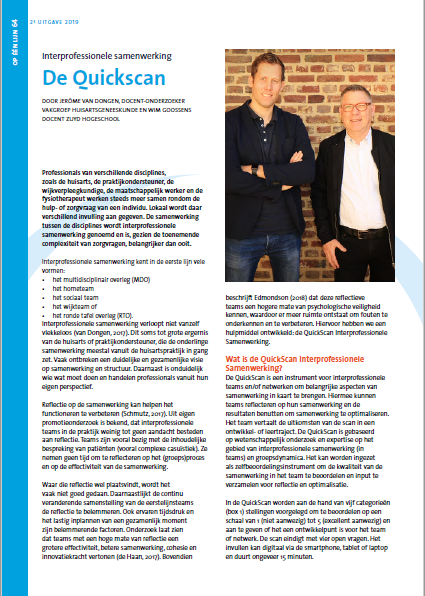 OP ÉÉN LIJN 64
2e UITGAVE 2019
Interprofessionele samenwerking
De Quickscan
DOOR JERÔME VAN DONGEN, DOCENT-ONDERZOEKER
VAKGROEP HUISARTSGENEESKUNDE EN WIM GOOSSENS
DOCENT ZUYD HOGESCHOOL
Professionals van verschillende disciplines,
zoals de huisarts, de praktijkondersteuner, de
wijkverpleegkundige, de maatschappelijk werker en de
fysiotherapeut werken steeds meer samen rondom de
hulp- of zorgvraag van een individu. Lokaal wordt daar
verschillend invulling aan gegeven. De samenwerking
tussen de disciplines wordt interprofessionele
samenwerking genoemd en is, gezien de toenemende
complexiteit van zorgvragen, belangrijker dan ooit.
Interprofessionele samenwerking kent in de eerste lijn vele
vormen:
• het multidisciplinair overleg (MDO)
• het hometeam
• het sociaal team
• het wijkteam of
• het ronde tafel overleg (RTO).
Interprofessionele samenwerking verloopt niet vanzelf
vlekkeloos (van Dongen, 2017). Dit soms tot grote ergernis
van de huisarts of praktijkondersteuner, die de onderlinge
samenwerking meestal vanuit de huisartspraktijk in gang
zet. Vaak ontbreken een duidelijke en gezamenlijke visie
op samenwerking en structuur. Daarnaast is onduidelijk
wie wat moet doen en handelen professionals vanuit hun
eigen perspectief.
Reflectie op de samenwerking kan helpen het
functioneren te verbeteren (Schmutz, 2017). Uit eigen
promotieonderzoek is bekend, dat interprofessionele
teams in de praktijk weinig tot geen aandacht besteden
aan reflectie. Teams zijn vooral bezig met de inhoudelijke
bespreking van patiënten (vooral complexe casuïstiek). Ze
nemen geen tijd om te reflecteren op het (groeps)proces
en op de effectiviteit van de samenwerking.
Waar die reflectie wel plaatsvindt, wordt het
vaak niet goed gedaan. Daarnaastlijkt de continu
veranderende samenstelling van de eerstelijnsteams
de reflectie te belemmeren. Ook ervaren tijdsdruk en
het lastig inplannen van een gezamenlijk moment
zijn belemmerende factoren. Onderzoek laat zien
dat teams met een hoge mate van reflectie een
grotere effectiviteit, betere samenwerking, cohesie en
innovatiekracht vertonen (de Haan, 2017). Bovendien
beschrijft Edmondson (2018) dat deze reflectieve
teams een hogere mate van psychologische veiligheid
kennen, waardoor er meer ruimte ontstaat om fouten te
onderkennen en te verbeteren. Hiervoor hebben we een
hulpmiddel ontwikkeld: de QuickScan Interprofessionele
Samenwerking.
Wat is de QuickScan Interprofessionele
Samenwerking?
De QuickScan is een instrument voor interprofessionele
teams en/of netwerken om belangrijke aspecten van
samenwerking in kaart te brengen. Hiermee kunnen
teams reflecteren op hun samenwerking en de
resultaten benutten om samenwerking te optimaliseren.
Het team vertaalt de uitkomsten van de scan in een
ontwikkel- of leertraject. De QuickScan is gebaseerd
op wetenschappelijk onderzoek en expertise op het
gebied van interprofessionele samenwerking (in
teams) en groepsdynamica. Het kan worden ingezet
als zelfbeoordelingsinstrument om de kwaliteit van de
samenwerking in het team te beoordelen en input te
verzamelen voor reflectie en optimalisatie.
In de QuickScan worden aan de hand van vijf categorieën
(box 1) stellingen voorgelegd om te beoordelen op een
schaal van 1 (niet aanwezig) tot 5 (excellent aanwezig) en
aan te geven of het een ontwikkelpunt is voor het team
of netwerk. De scan eindigt met vier open vragen. Het
invullen kan digitaal via de smartphone, tablet of laptop
en duurt ongeveer 15 minuten.